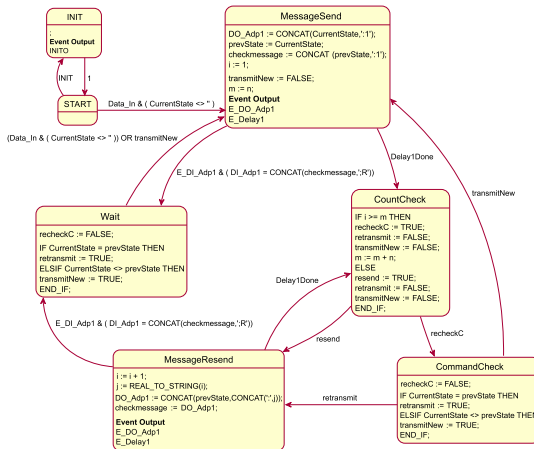 INIT
;
Event Output
INITO
INIT
1
START
Data_In & ( CurrentState <> '' )
MessageSend
DO_Adp1 := CONCAT(CurrentState,':1');
prevState := CurrentState;
checkmessage := CONCAT (prevState,':1');
i := 1;
transmitNew := FALSE;
m := n;
Event Output
E_DO_Adp1
E_Delay1
(Data_In & ( CurrentState <> '' )) OR transmitNew
E_DI_Adp1 & ( DI_Adp1 = CONCAT(checkmessage,';R'))
Delay1Done
transmitNew
Wait
recheckC := FALSE;
IF CurrentState = prevState THEN
retransmit := TRUE;
ELSIF CurrentState <> prevState THEN
transmitNew := TRUE;
END_IF;
CountCheck
IF i >= m THEN
recheckC := TRUE;
retransmit := FALSE;
transmitNew := FALSE;
m := m + n;
ELSE
resend := TRUE;
retransmit := FALSE;
transmitNew := FALSE;
END_IF;
Delay1Done
E_DI_Adp1 & ( DI_Adp1 = CONCAT(checkmessage,';R'))
resend
recheckC
MessageResend
i := i + 1;
j := REAL_TO_STRING(i);
DO_Adp1 := CONCAT(prevState,CONCAT(':',j));
checkmessage := DO_Adp1;
Event Output
E_DO_Adp1
E_Delay1
retransmit
CommandCheck
recheckC := FALSE;
IF CurrentState = prevState THEN
retransmit := TRUE;
ELSIF CurrentState <> prevState THEN
transmitNew := TRUE;
END_IF;